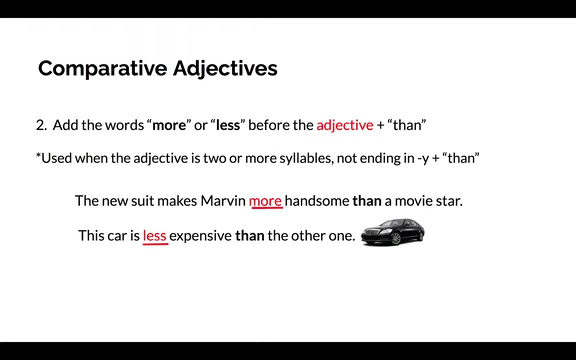 Comparative Adjectives
2. Add the words “more” or “less” before the adjective + “than”
*Used when the adjective is two or more syllables, not ending in -y + “than”
The new suit makes Marvin more handsome than a movie star.
This car is less expensive than the other one.